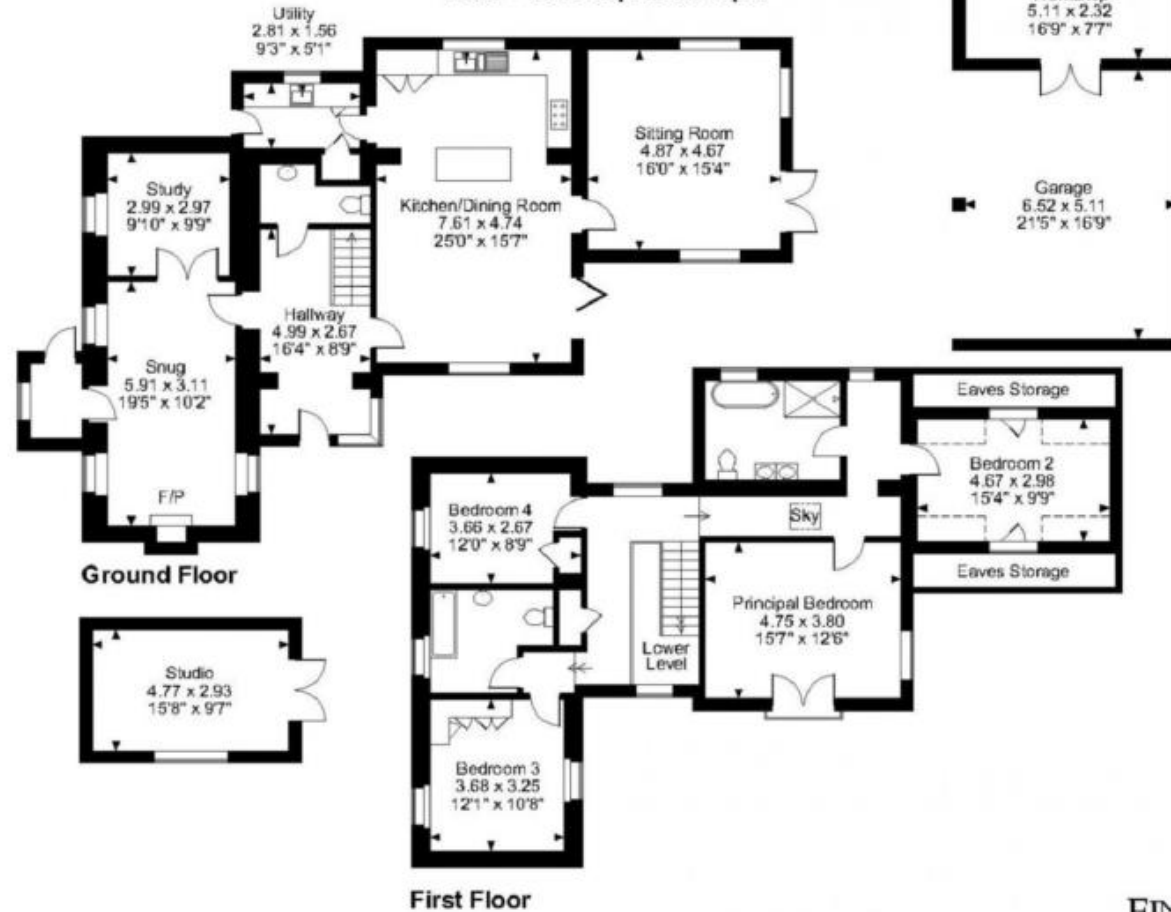 Utility
2.81 x 1.56
9'3" x 5'1"
5.11 x 2.32
16'9" x 7'7"
Sitting Room
4.87 x 4.67
16'0" x 15'4"
Study
2.99 x 2.97
9'10" x 9'9"
Kitchen/Dining Room
7.61 x 4.74
25'0" x 15'7"
Garage
6.52 x 5.11
21'5" x 16'9"
Hallway
4.99 x 2.67
16'4" x 8'9"
Snug
5.91 x 3.11
19'5" x 10'2"
F/P
Ground Floor
Eaves Storage
Bedroom 2
4.67 x 2.98
15'4" x 9'9"
Eaves Storage
Sky
Bedroom 4
3.66 x 2.67
12'0" x 8'9"
Principal Bedroom
4.75 x 3.80
15'7" x 12'6"
Lower
Level
Studio
4.77 x 2.93
15'8" x 9'7"
Bedroom 3
3.68 x 3.25
12'1" x 10'8"
First Floor